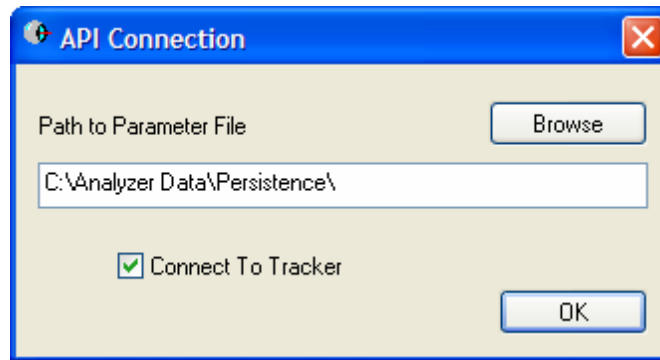 API Connection
Path to Parameter File
Browse
C:\Analyzer Data\Persistence\
Connect To Tracker
OK